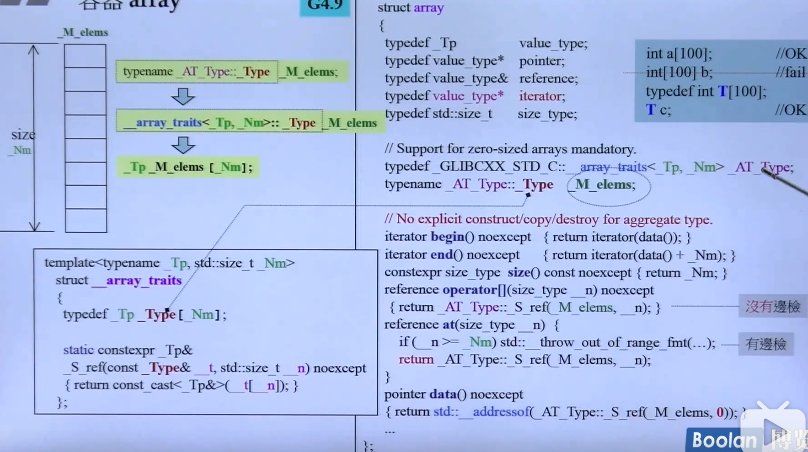 容器 array
G4.9
_M_elems
size
_Nm
typename _AT_Type::_Type _M_elems;
__array_traits<_Tp, _Nm>:: _Type _M_elems
_Tp _M_elems [_Nm];
template<typename _Tp, std::size_t _Nm>
struct __array_traits
{
typedef _Tp _Type[_Nm];
static constexpr _Tp&
_S_ref(const _Type& __t, std::size_t __n) noexcept
{ return const_cast<_Tp&>(__t[__n]); }
};
struct array
{
typedef _Tp value_type;
typedef value_type* pointer;
typedef value_type& reference;
typedef value_type* iterator;
typedef std::size_t size_type;
// Support for zero-sized arrays mandatory.
typedef _GLIBCXX_STD_C::__array_traits<_Tp, _Nm> _AT_Type;
typename _AT_Type::_Type _M_elems;
// No explicit construct/copy/destroy for aggregate type.
iterator begin() noexcept { return iterator(data()); }
iterator end() noexcept { return iterator(data() + _Nm); }
constexpr size_type size() const noexcept { return _Nm; }
reference operator[](size_type __n) noexcept
{ return _AT_Type::_S_ref(_M_elems, __n); }
reference at(size_type __n) {
if (__n >= _Nm) std::__throw_out_of_range_fmt(…);
return _AT_Type::_S_ref(_M_elems, __n);
}
pointer data() noexcept
{ return std::__addressof(_AT_Type::_S_ref(_M_elems, 0)); }
...
};
int a[100]; //OK
int[100] b; //fail
typedef int T[100];
T c; //OK
沒有邊檢
有邊檢
Boolan 博覽